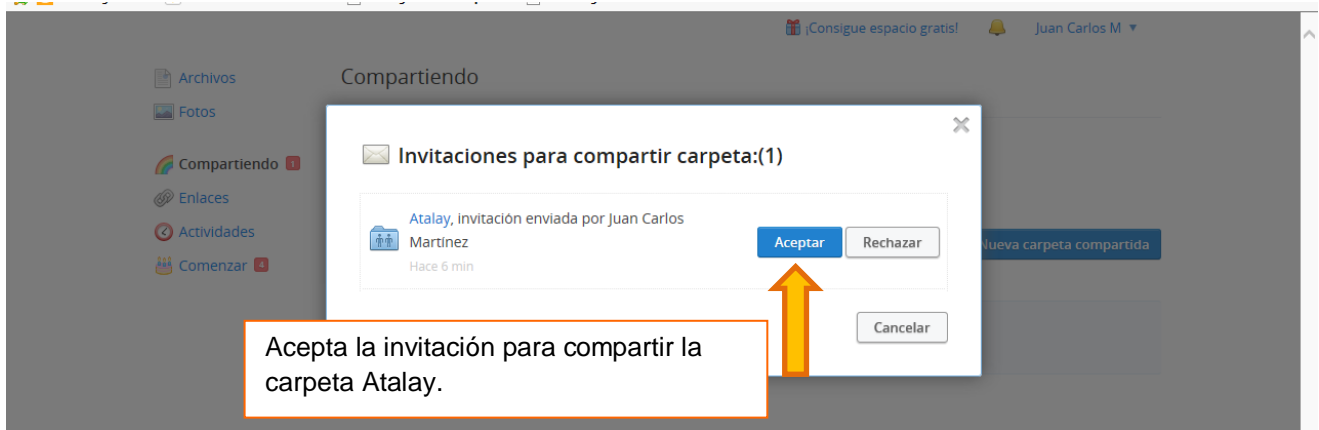 ¡Consigue espacio gratis!
Juan Carlos M
Archivos
Compartiendo
Fotos
Invitaciones para compartir carpeta:(1)
Compartiendo 1
Enlaces
Atalay, invitación enviada por Juan Carlos
Martínez
Aceptar
Rechazar
Actividades
Nueva carpeta compartida
Hace 6 min
Comenzar 4
Cancelar
Acepta la invitación para compartir la
carpeta Atalay.